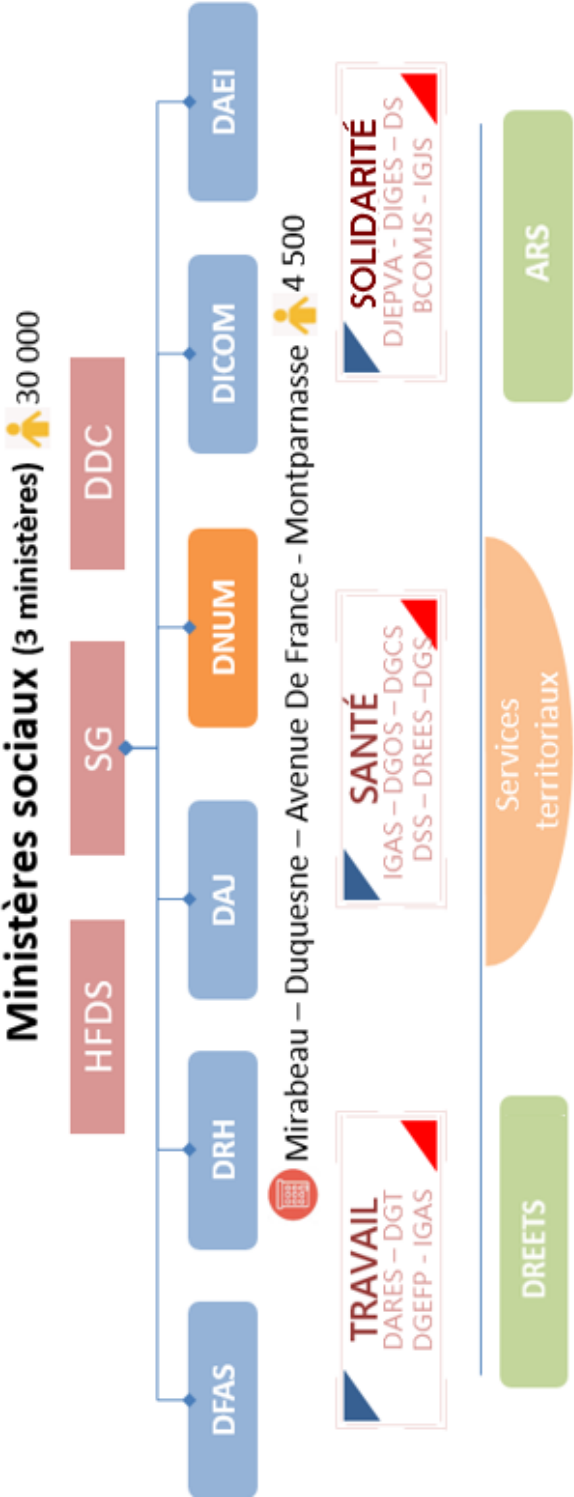 Ministères sociaux (3 ministères) 30 000
HFDS
SG
DDC
DFAS
DRH
DAJ
DNUM
DICOM
DAEI
Mirabeau – Duquesne – Avenue De France - Montparnasse 4 500
TRAVAIL
DARES – DGT
DGEFP - IGAS
SANTÉ
IGAS – DGOS – DGCS
DSS – DREES –DGS
SOLIDARITÉ
DJEPVA - DIGES – DS
BCOMJS - IGJS
DREETS
Services
territoriaux
ARS